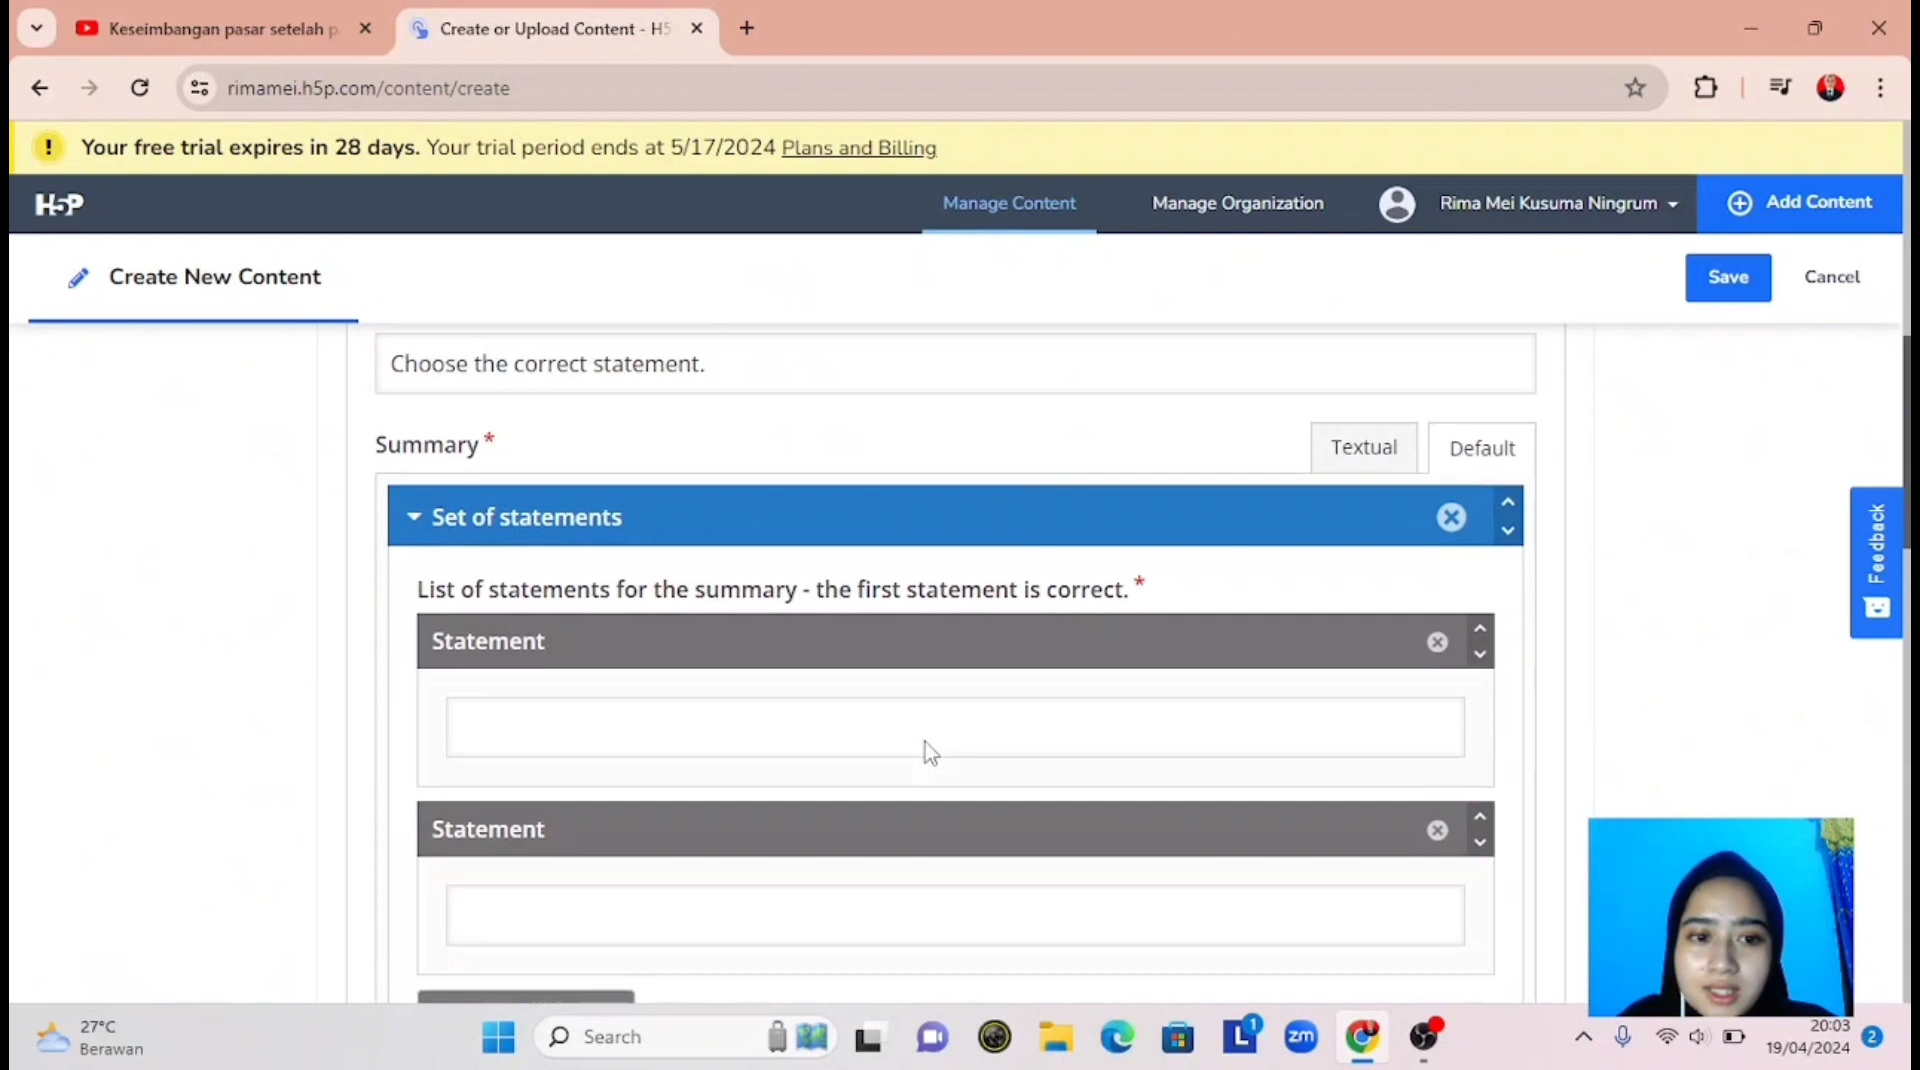 Keseimbangan pasar setelah p
Create or Upload Content - H5
rimamei.h5p.com/content/create
Your free trial expires in 28 days. Your trial period ends at 5/17/2024 Plans and Billing
H5P
Manage Content
Manage Organization
Rima Mei Kusuma Ningrum
Add Content
Create New Content
Save
Cancel
Choose the correct statement.
Summary *
Textual
Default
Set of statements
List of statements for the summary - the first statement is correct. *
Statement
Statement
Feedback
27°C
Berawan
Search
L
1
zm
20:03
19/04/2024
2